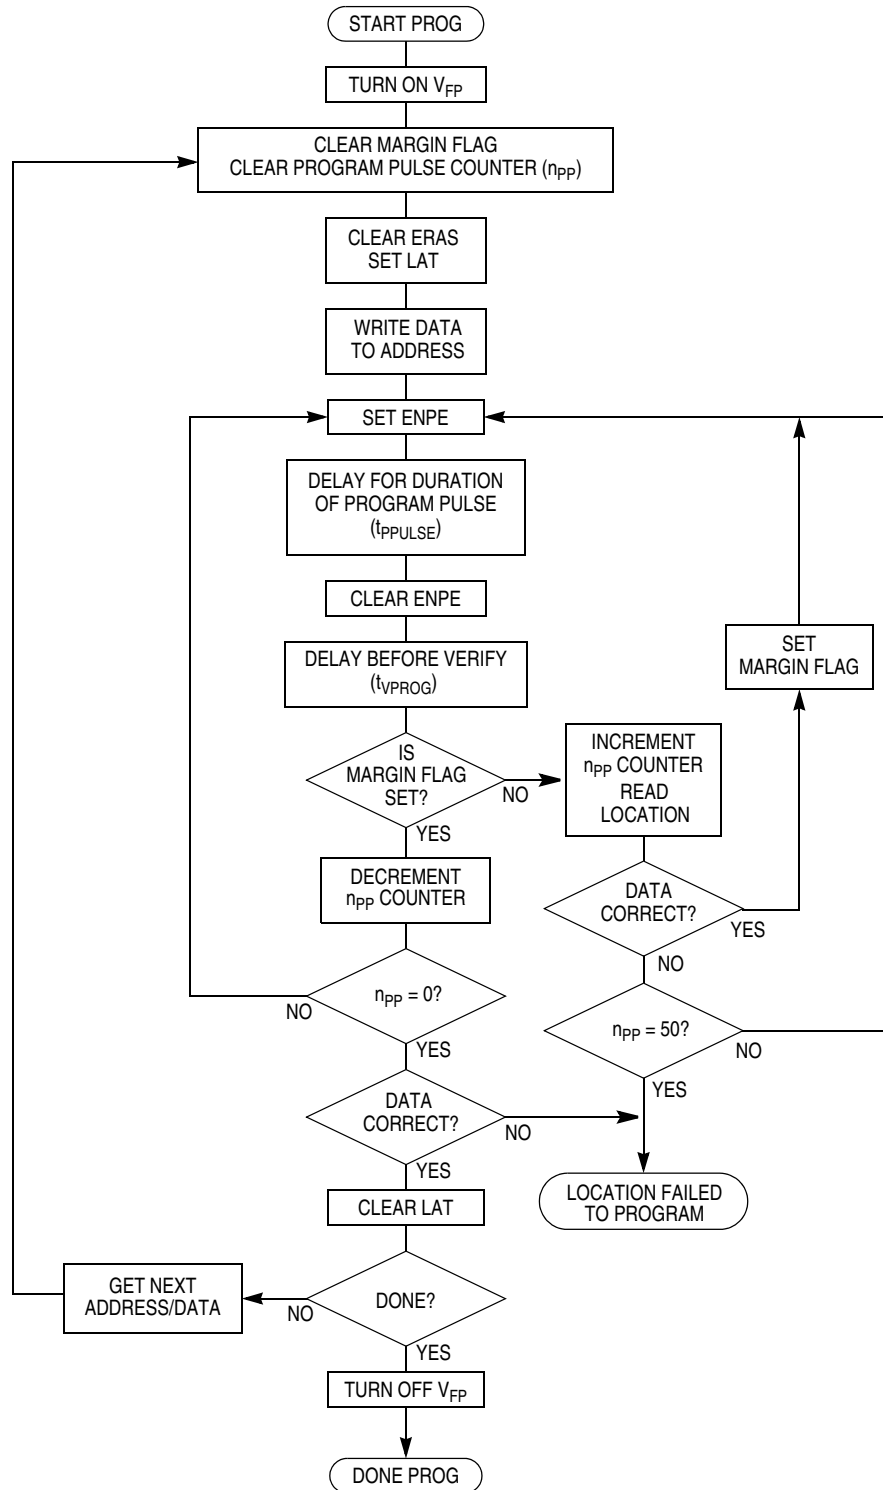 START PROG
TURN ON VFP
CLEAR MARGIN FLAG
CLEAR PROGRAM PULSE COUNTER (nPP)
CLEAR ERAS
SET LAT
WRITE DATA
TO ADDRESS
SET ENPE
DELAY FOR DURATION
OF PROGRAM PULSE
(tPPULSE)
CLEAR ENPE
DELAY BEFORE VERIFY
(tVPROG)
IS
MARGIN FLAG
SET?
NO
YES
INCREMENT
nPP COUNTER
READ
LOCATION
SET
MARGIN FLAG
DECREMENT
nPP COUNTER
DATA
CORRECT?
YES
NO
nPP = 0?
NO
YES
nPP = 50?
NO
YES
DATA
CORRECT?
NO
YES
LOCATION FAILED
TO PROGRAM
CLEAR LAT
DONE?
NO
YES
GET NEXT
ADDRESS/DATA
TURN OFF VFP
DONE PROG